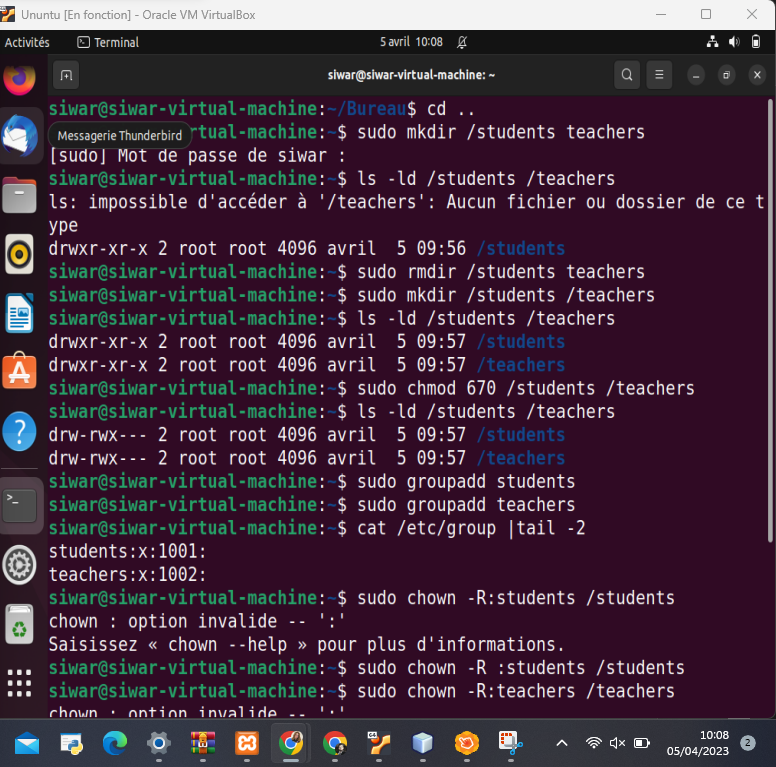 Ununtu [En fonction] - Oracle VM VirtualBox
Activités
Terminal
5 avril 10:08
siwar@siwar-virtual-machine: ~
siwar@siwar-virtual-machine:~/Bureau$ cd ..
siwar@siwar-virtual-machine:~$ sudo mkdir /students teachers
Messagerie Thunderbird
[sudo] Mot de passe de siwar :
siwar@siwar-virtual-machine:~$ ls -ld /students /teachers
ls: impossible d'accéder à '/teachers': Aucun fichier ou dossier de ce t
ype
drwxr-xr-x 2 root root 4096 avril  5 09:56 /students
siwar@siwar-virtual-machine:~$ sudo rmdir /students teachers
siwar@siwar-virtual-machine:~$ sudo mkdir /students /teachers
siwar@siwar-virtual-machine:~$ ls -ld /students /teachers
drwxr-xr-x 2 root root 4096 avril  5 09:57 /students
drwxr-xr-x 2 root root 4096 avril  5 09:57 /teachers
siwar@siwar-virtual-machine:~$ sudo chmod 670 /students /teachers
siwar@siwar-virtual-machine:~$ ls -ld /students /teachers
drw-rwx--- 2 root root 4096 avril  5 09:57 /students
drw-rwx--- 2 root root 4096 avril  5 09:57 /teachers
siwar@siwar-virtual-machine:~$ sudo groupadd students
siwar@siwar-virtual-machine:~$ sudo groupadd teachers
siwar@siwar-virtual-machine:~$ cat /etc/group |tail -2
students:x:1001:
teachers:x:1002:
siwar@siwar-virtual-machine:~$ sudo chown -R:students /students
chown : option invalide -- ':'
Saisissez « chown --help » pour plus d'informations.
siwar@siwar-virtual-machine:~$ sudo chown -R :students /students
siwar@siwar-virtual-machine:~$ sudo chown -R:teachers /teachers
chown : option invalide -- ':'
10:08
05/04/2023
2